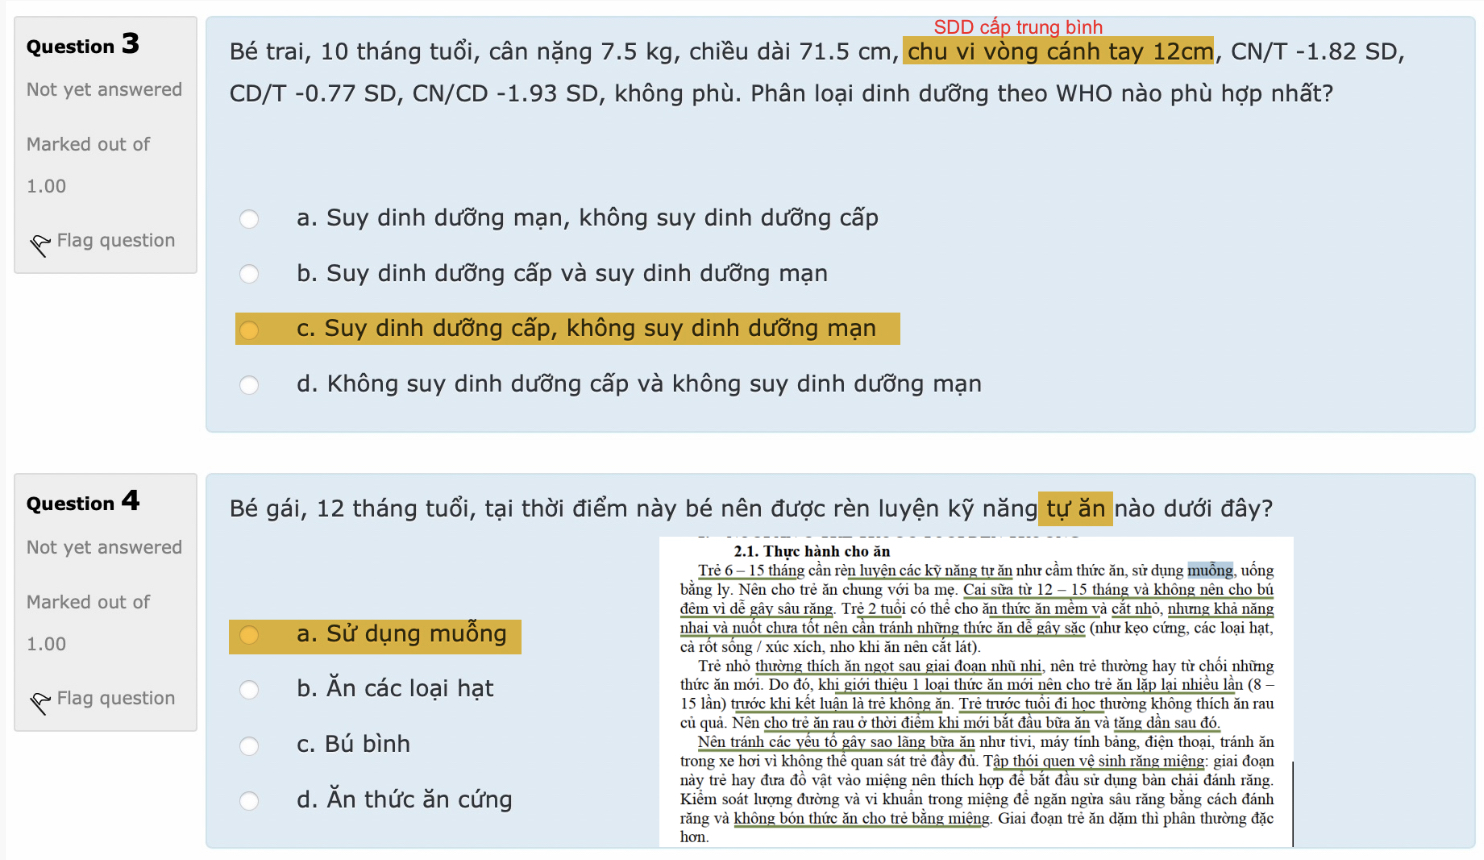 Question 3
Not yet answered
Marked out of
1.00
Flag question
SDD cấp trung bình
Bé trai, 10 tháng tuổi, cân nặng 7.5 kg, chiều dài 71.5 cm, chu vi vòng cánh tay 12cm, CN/T -1.82 SD,
CD/T -0.77 SD, CN/CD -1.93 SD, không phù. Phân loại dinh dưỡng theo WHO nào phù hợp nhất?
a. Suy dinh dưỡng mạn, không suy dinh dưỡng cấp
b. Suy dinh dưỡng cấp và suy dinh dưỡng mạn
c. Suy dinh dưỡng cấp, không suy dinh dưỡng mạn
d. Không suy dinh dưỡng cấp và không suy dinh dưỡng mạn
Question 4
Not yet answered
Marked out of
1.00
Flag question
Bé gái, 12 tháng tuổi, tại thời điểm này bé nên được rèn luyện kỹ năng tự ăn nào dưới đây?
a. Sử dụng muỗng
b. Ăn các loại hạt
c. Bú bình
d. Ăn thức ăn cứng
2.1. Thực hành cho ăn
Trẻ 6 – 15 tháng cần rèn luyện các kỹ năng tự ăn như cầm thức ăn, sử dụng muỗng, uống
bằng ly. Nên cho trẻ ăn chung với ba mẹ. Cai sữa từ 12 – 15 tháng và không nên cho bú
đêm vì dễ gây sâu răng. Trẻ 2 tuổi có thể cho ăn thức ăn mềm và cắt nhỏ, nhưng khả năng
nhai và nuốt chưa tốt nên cần tránh những thức ăn dễ gây sặc (như kẹo cứng, các loại hạt,
cà rốt sống / xúc xích, nho khi ăn nên cắt lát).
Trẻ nhỏ thường thích ăn ngọt sau giai đoạn nhũ nhi, nên trẻ thường hay từ chối những
thức ăn mới. Do đó, khi giới thiệu 1 loại thức ăn mới nên cho trẻ ăn lặp lại nhiều lần (8 –
15 lần) trước khi kết luận là trẻ không ăn. Trẻ trước tuổi đi học thường không thích ăn rau
củ quả. Nên cho trẻ ăn rau ở thời điểm khi mới bắt đầu bữa ăn và tăng dần sau đó.
Nên tránh các yếu tố gây sao lãng bữa ăn như tivi, máy tính bảng, điện thoại, tránh ăn
trong xe hơi vì không thể quan sát trẻ đầy đủ. Tập thói quen vệ sinh răng miệng: giai đoạn
này trẻ hay đưa đồ vật vào miệng nên thích hợp để bắt đầu sử dụng bàn chải đánh răng.
Kiểm soát lượng đường và vi khuẩn trong miệng để ngăn ngừa sâu răng bằng cách đánh
răng và không bón thức ăn cho trẻ bằng miệng. Giai đoạn trẻ ăn dặm thì phân thường đặc
hơn.